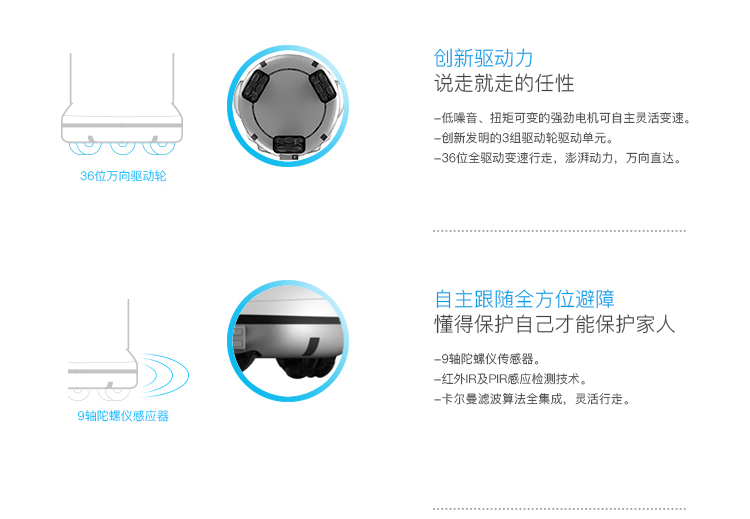 创新驱动力
说走就走的任性
-低噪音、扭矩可变的强劲电机可自主灵活变速。
-创新发明的3组驱动轮驱动单元。
-36位全驱动变速行走，澎湃动力，万向直达。
36位万向驱动轮
自主跟随全方位避障
懂得保护自己才能保护家人
-9轴陀螺仪传感器。
-红外IR及PIR感应检测技术。
-卡尔曼滤波算法全集成，灵活行走。
9轴陀螺仪感应器